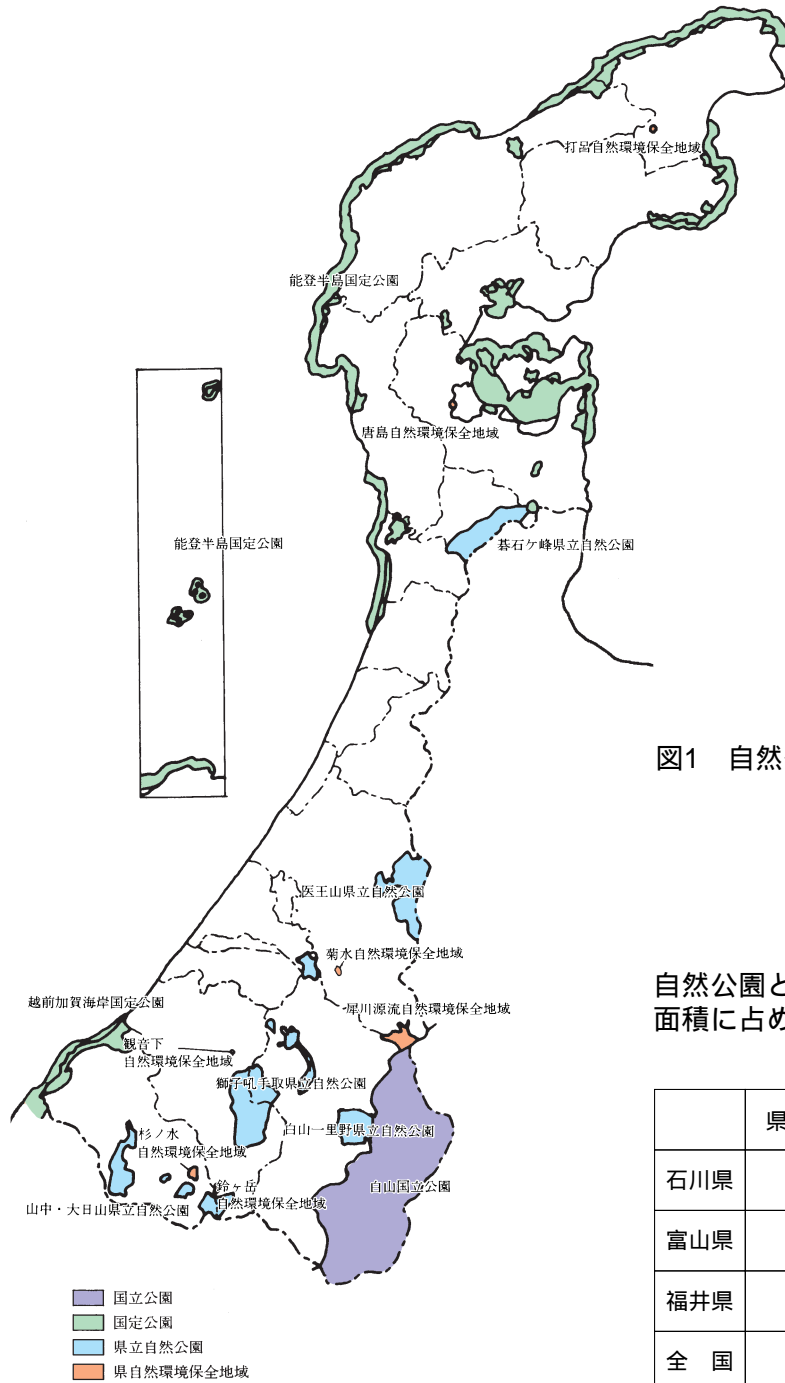 打呂自然環境保全地域
能登半島国定公園
唐島自然環境保全地域
能登半島国定公園
碁石ケ峰県立自然公園
図1　自然
医王山県立自然公園
菊水自然環境保全地域
越前加賀海岸国定公園
犀川源流自然環境保全地域
観音下
自然環境保全地域
獅子吼手取県立自然公園
白山一里野県立自然公園
杉ノ水
自然環境保全地域
鈴ヶ岳
自然環境保全地域
白山国立公園
山中・大日山県立自然公園
国立公園
国定公園
県立自然公園
県自然環境保全地域
自然公園と
面積に占め
県
石川県
富山県
福井県
全　国